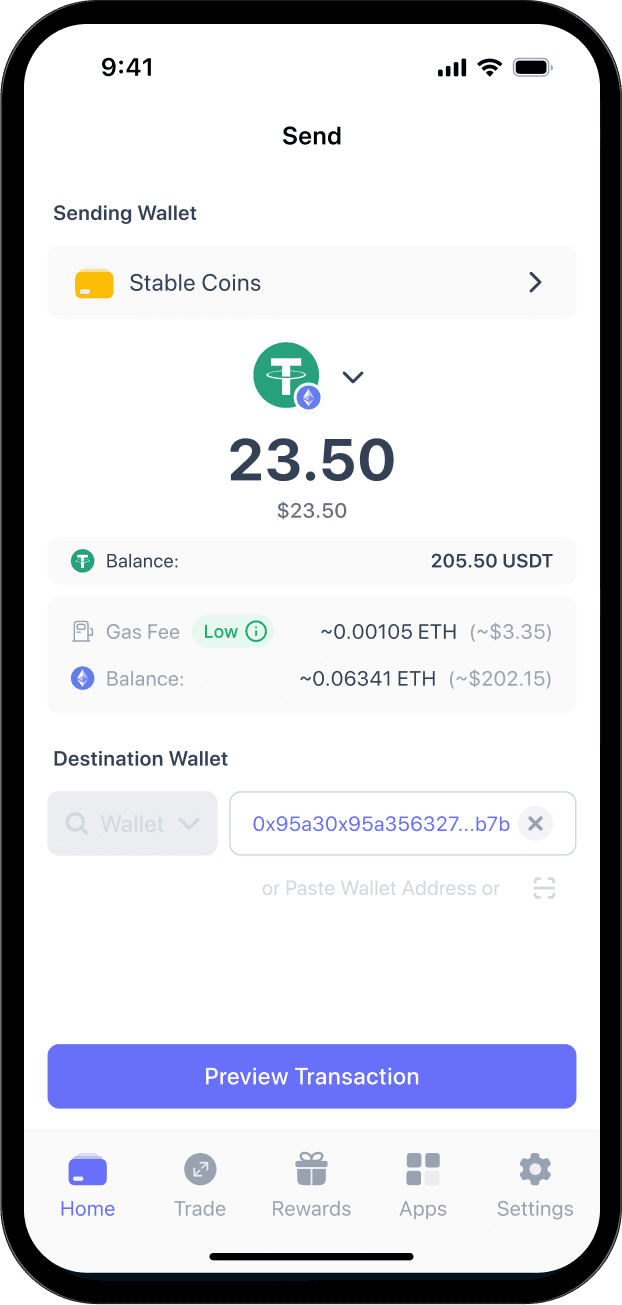 9:41
Send
Sending Wallet
Stable Coins
23.50
$23.50
Balance: 205.50 USDT
Gas Fee Low ~0.00105 ETH (~$3.35)
Balance: ~0.06341 ETH (~$202.15)
Destination Wallet
Wallet 0x95a30x95a356327...b7b
or Paste Wallet Address or
Preview Transaction
Home Trade Rewards Apps Settings